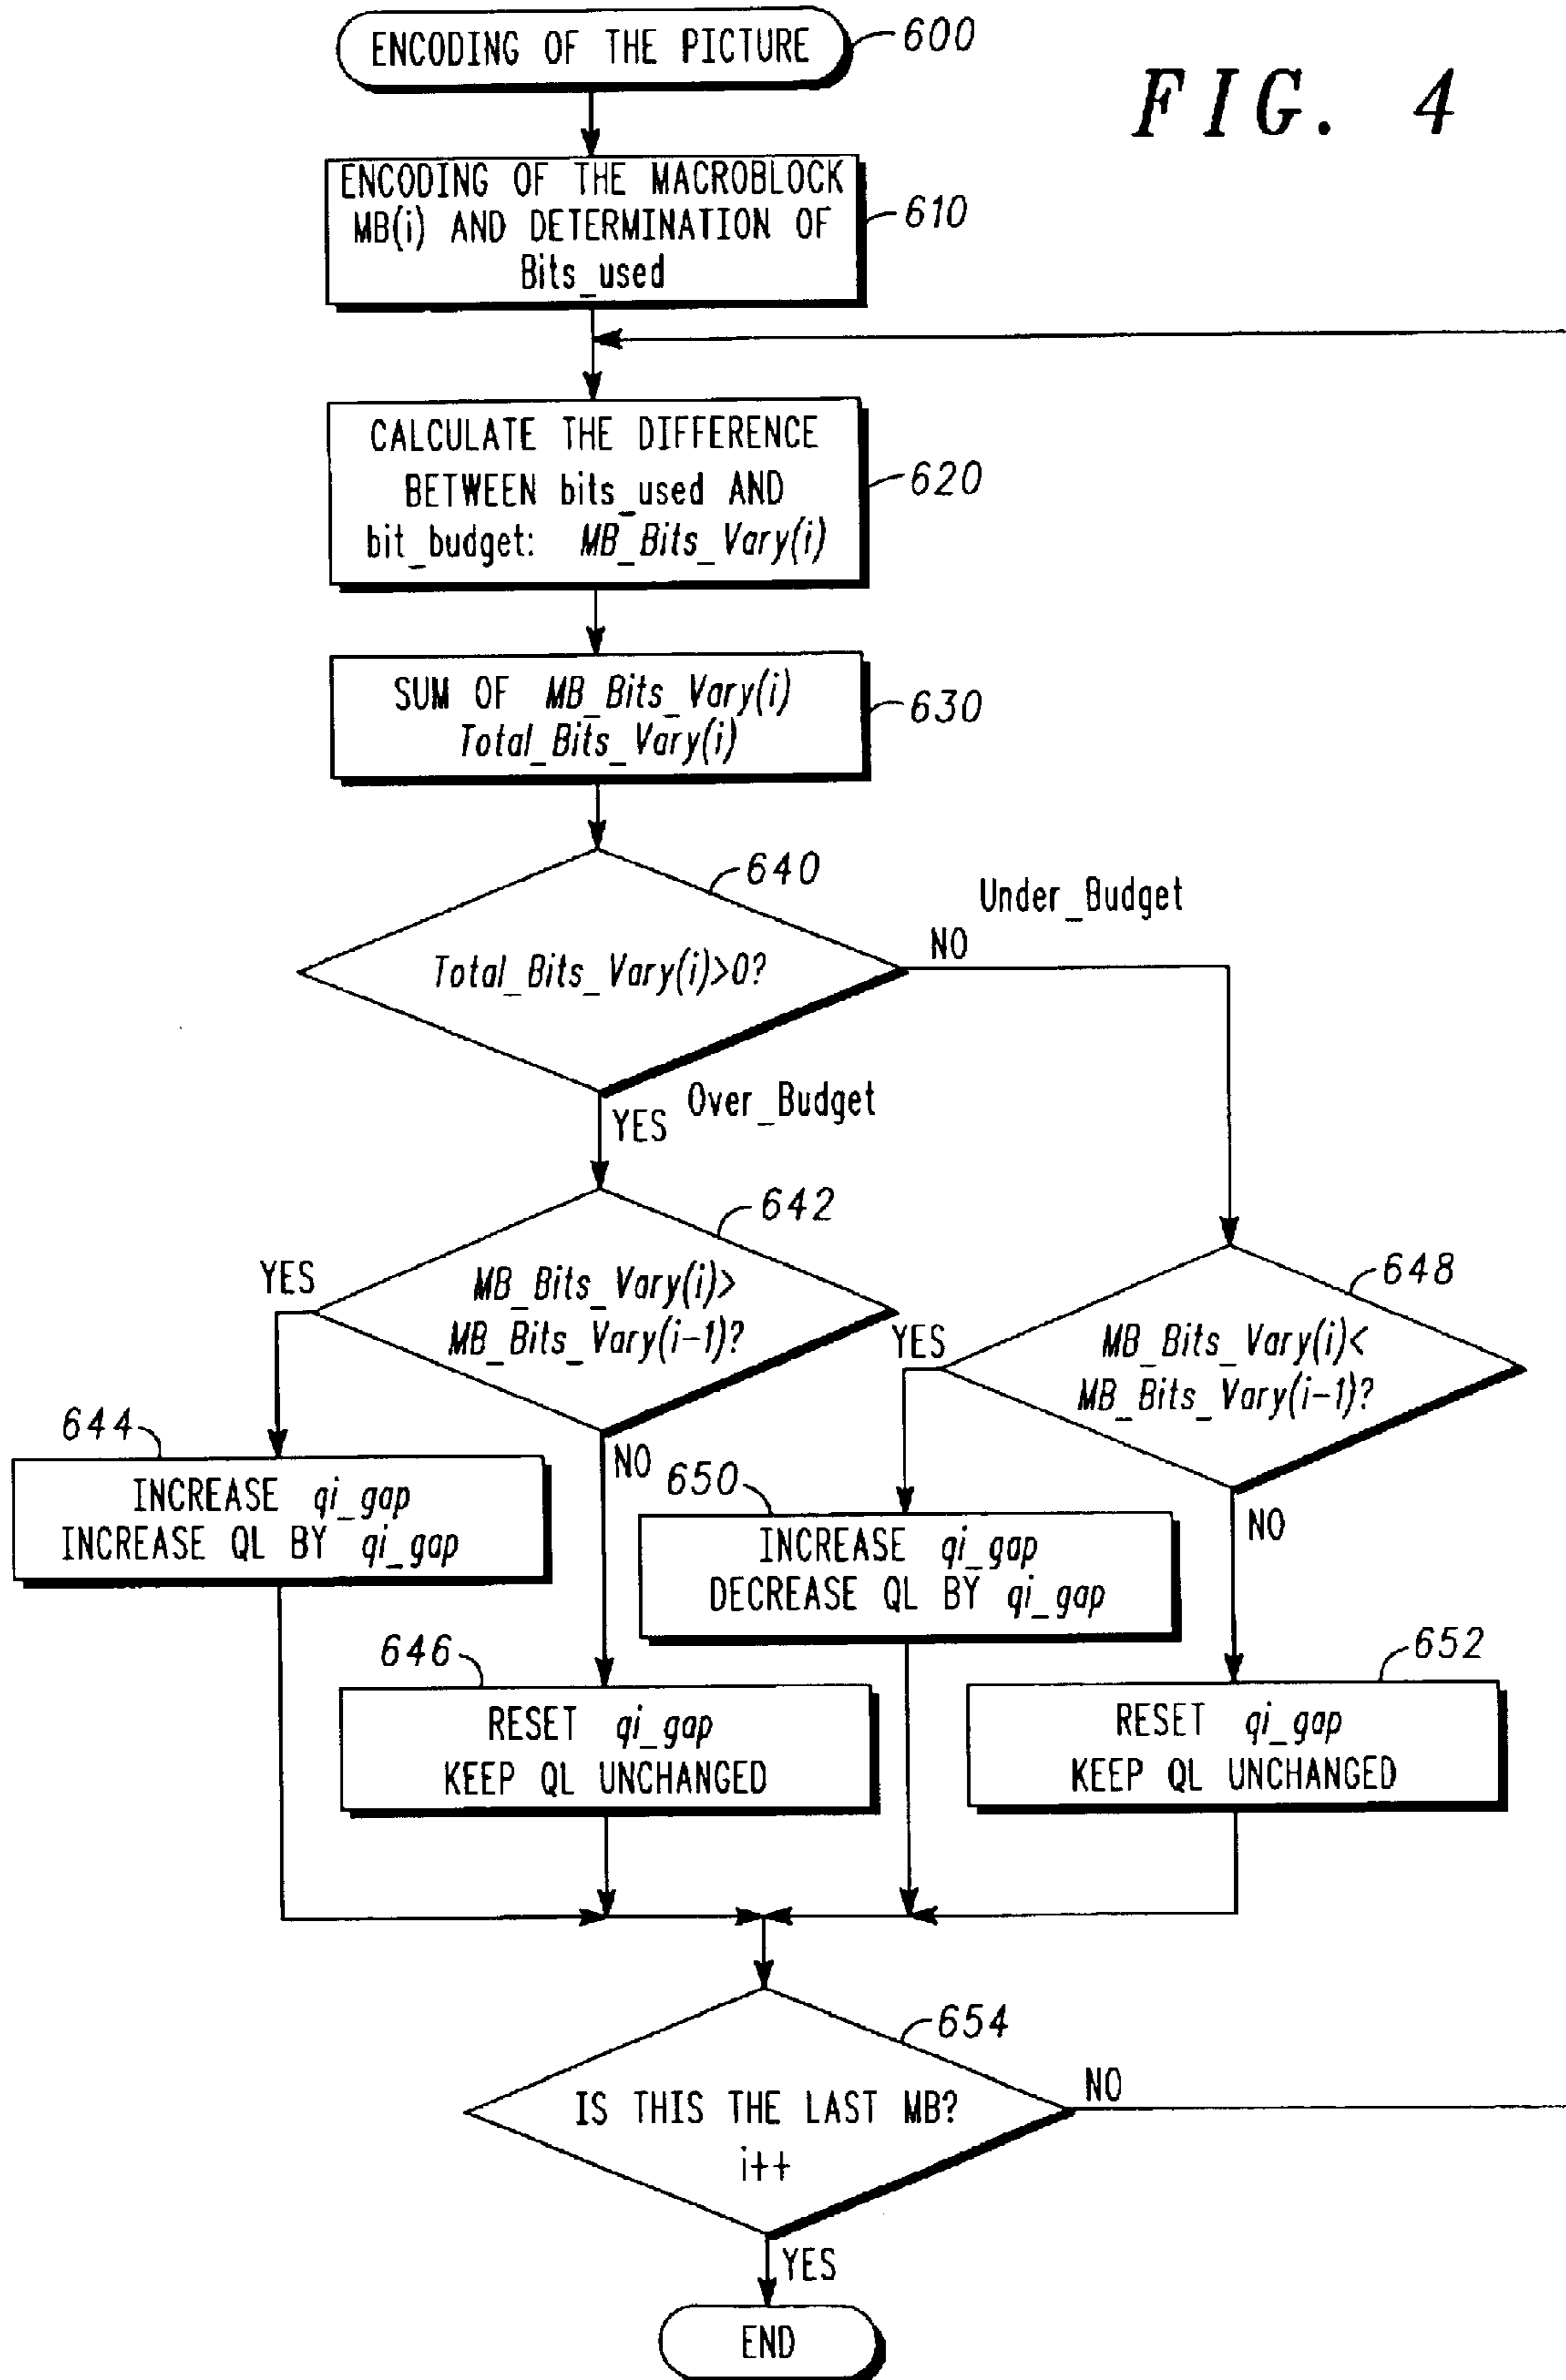 FIG. 4
ENCODING OF THE PICTURE
600
ENCODING OF THE MACROBLOCK
MB(i) AND DETERMINATION OF
Bits_used
610
CALCULATE THE DIFFERENCE
BETWEEN bits_used AND
bit_budget: MB_Bits_Vary(i)
620
SUM OF MB_Bits_Vary(i)
Total_Bits_Vary(i)
630
640
Total_Bits_Vary(i)>0?
Under_Budget
NO
Over_Budget
YES
642
MB_Bits_Vary(i)>
MB_Bits_Vary(i-1)?
YES
NO
648
MB_Bits_Vary(i)<
MB_Bits_Vary(i-1)?
YES
NO
644
INCREASE qi_gap
INCREASE QL BY qi_gap
650
INCREASE qi_gap
DECREASE QL BY qi_gap
646
RESET qi_gap
KEEP QL UNCHANGED
652
RESET qi_gap
KEEP QL UNCHANGED
654
IS THIS THE LAST MB?
i++
NO
YES
END